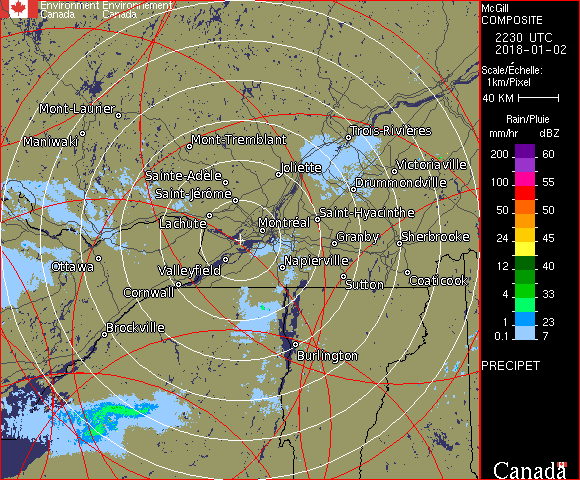 Environment Environnement
Canada Canada
McGill
COMPOSITE
2230 UTC
2018-01-02
Scale/Échelle:
1km/Pixel
40 KM
Rain/Pluie
mm/hr dBZ
200 60
100 55
50 50
24 45
12 40
4 33
1 23
0.1 7
PRECIPET
Canada
Mont-Laurier
Maniwaki
Mont-Tremblant
Trois-Rivières
Joliette
Victoriaville
Sainte-Adèle
Drummondville
Saint-Jérôme
Lachute
Saint-Hyacinthe
Montréal
Granby
Sherbrooke
Ottawa
Valleyfield
Napierville
Sutton
Coaticook
Cornwall
Brockville
Burlington